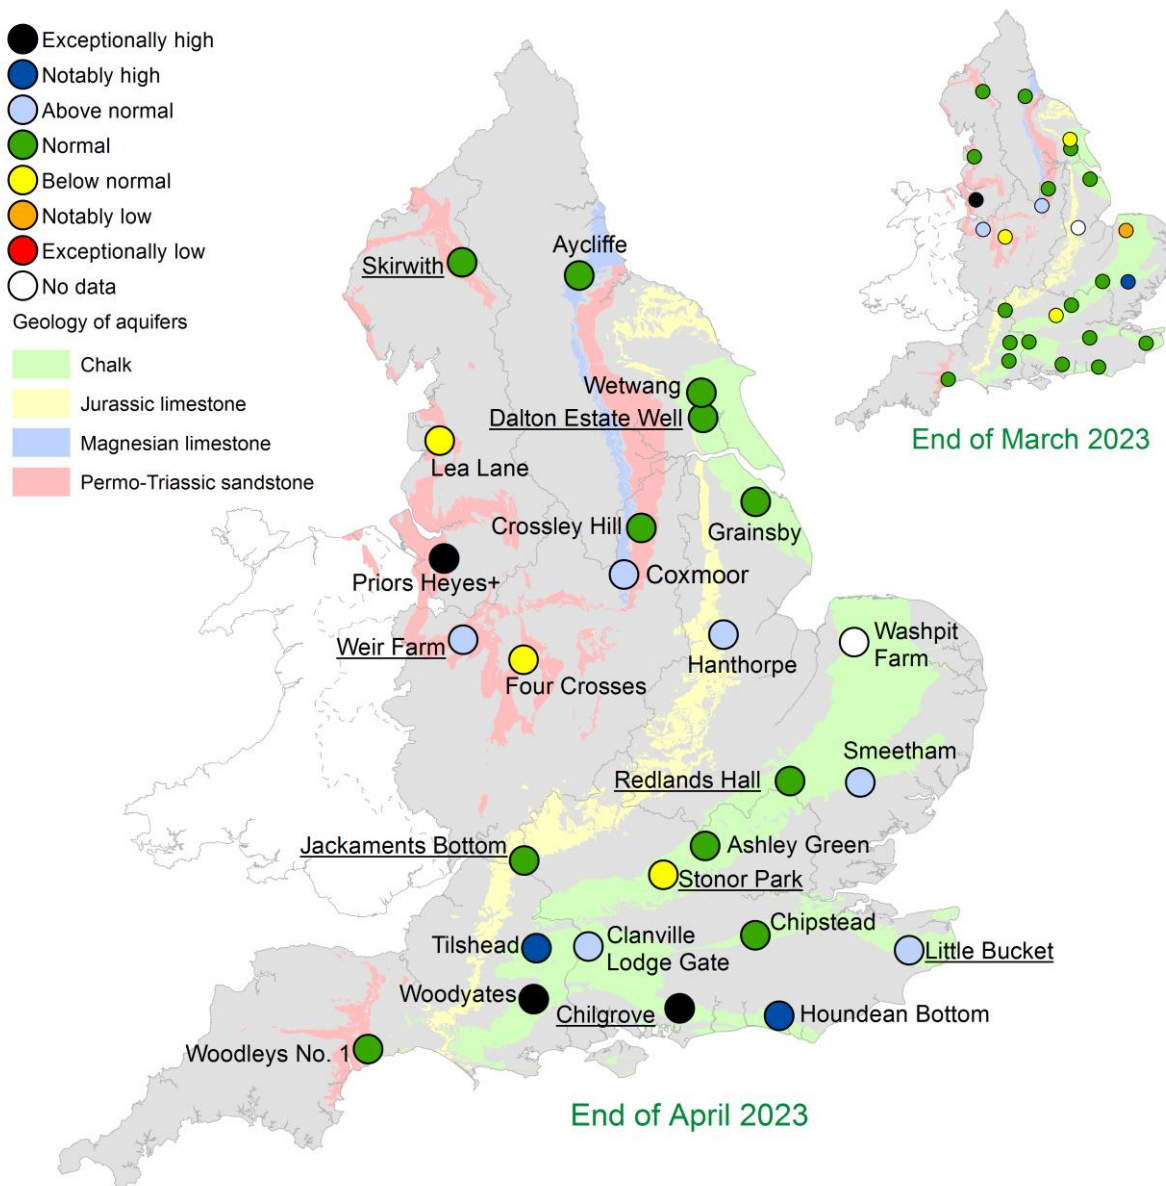 Exceptionally high
Notably high
Above normal
Normal
Below normal
Notably low
Exceptionally low
No data
Geology of aquifers
Chalk
Jurassic limestone
Magnesian limestone
Permo-Triassic sandstone
End of March 2023
Skirwith
Aycliffe
Wetwang
Dalton Estate Well
Lea Lane
Crossley Hill
Grainsby
Priors Heyes+
Coxmoor
Weir Farm
Hanthorpe
Washpit
Farm
Four Crosses
Smeetham
Redlands Hall
Jackaments Bottom
Ashley Green
Stonor Park
Chipstead
Tilshead
Clanville
Lodge Gate
Little Bucket
Woodyates
Chilgrove
Houndean Bottom
Woodleys No. 1
End of April 2023